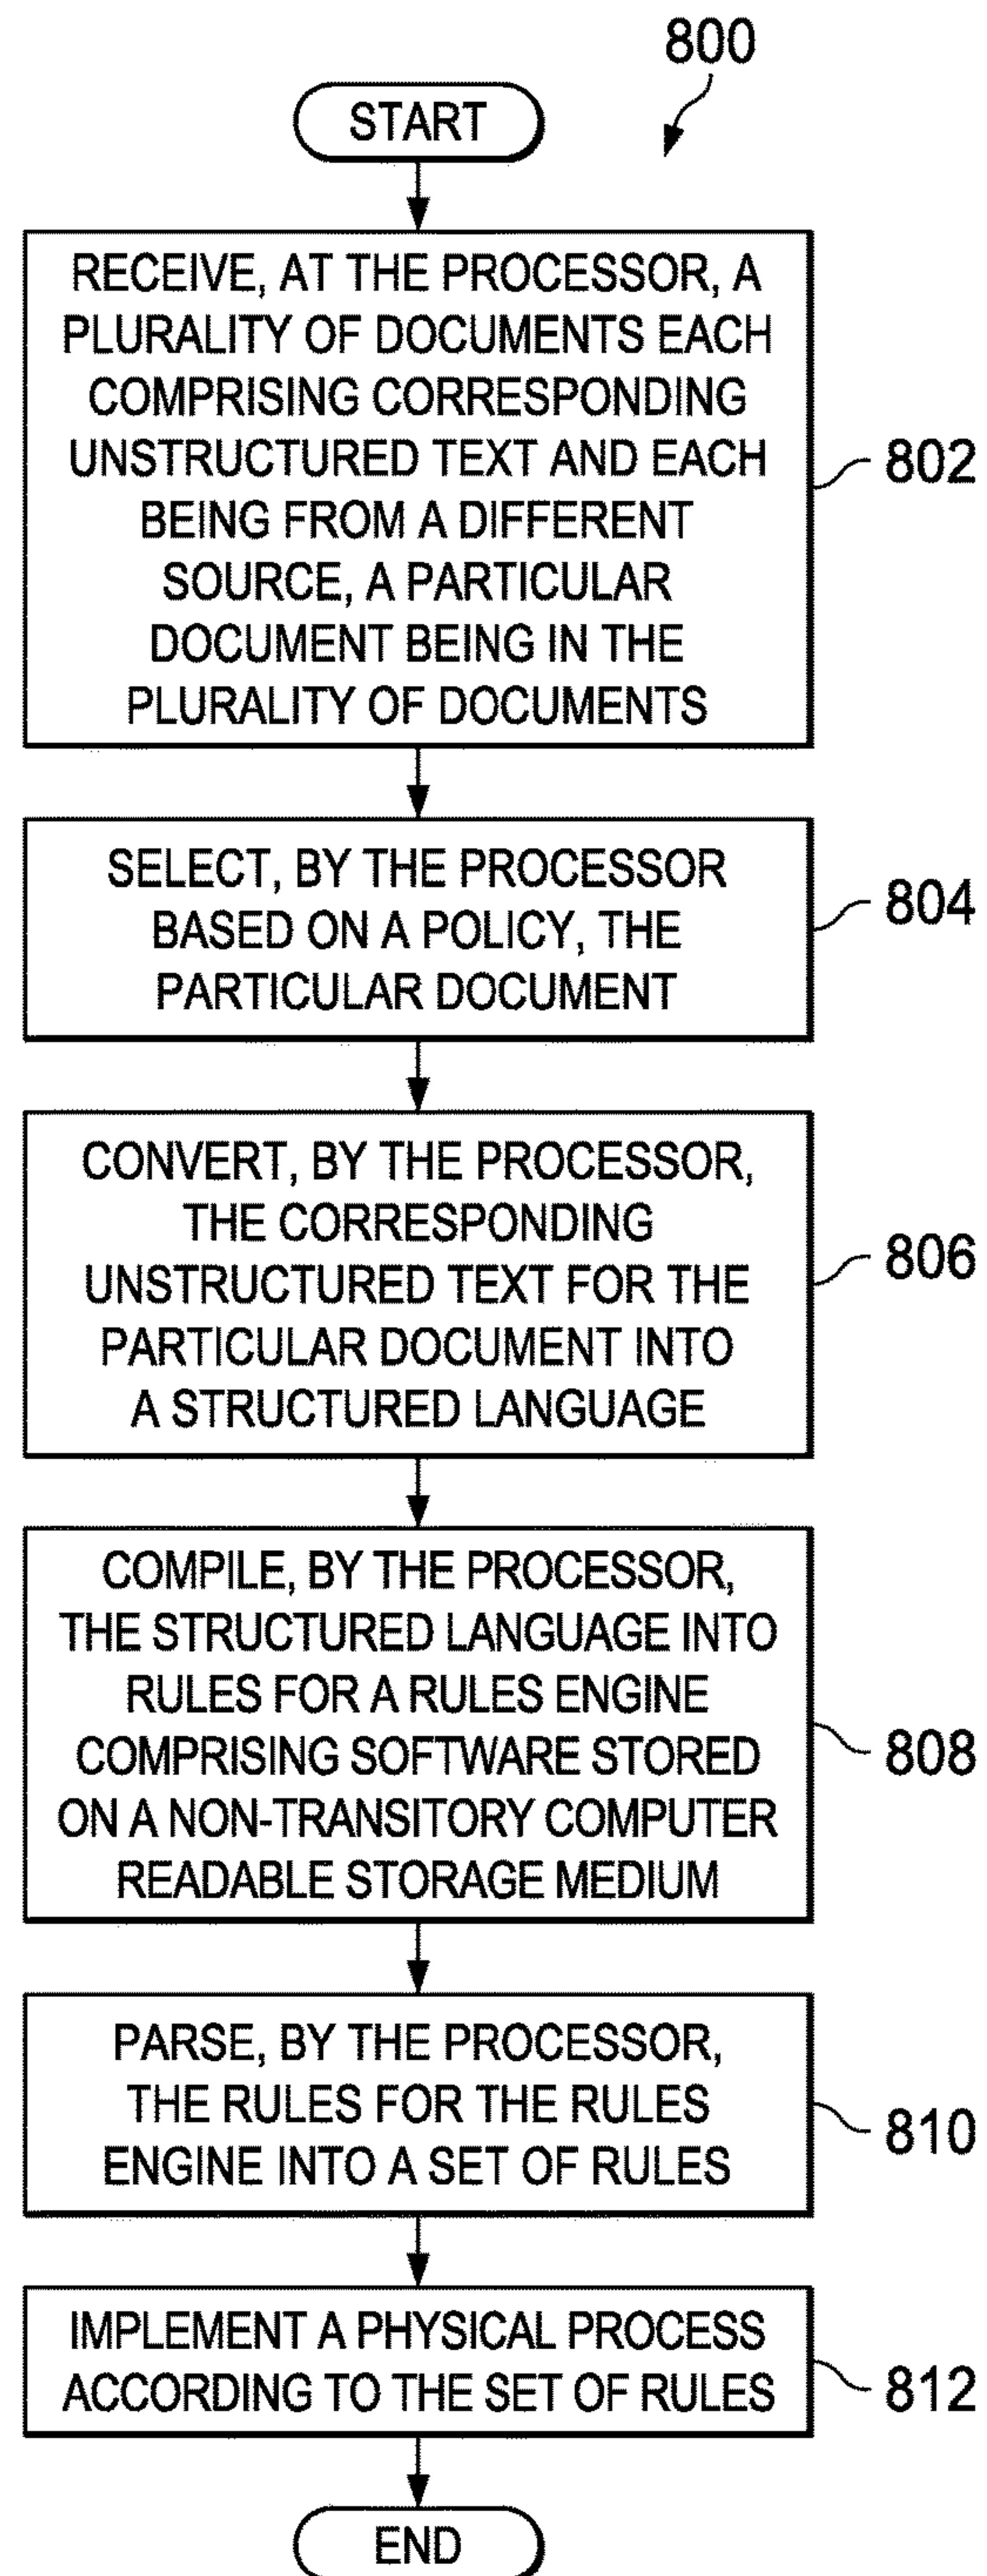 800
START
RECEIVE, AT THE PROCESSOR, A
PLURALITY OF DOCUMENTS EACH
COMPRISING CORRESPONDING
UNSTRUCTURED TEXT AND EACH
BEING FROM A DIFFERENT
SOURCE, A PARTICULAR
DOCUMENT BEING IN THE
PLURALITY OF DOCUMENTS
802
SELECT, BY THE PROCESSOR
BASED ON A POLICY, THE
PARTICULAR DOCUMENT
804
CONVERT, BY THE PROCESSOR,
THE CORRESPONDING
UNSTRUCTURED TEXT FOR THE
PARTICULAR DOCUMENT INTO
A STRUCTURED LANGUAGE
806
COMPILE, BY THE PROCESSOR,
THE STRUCTURED LANGUAGE INTO
RULES FOR A RULES ENGINE
COMPRISING SOFTWARE STORED
ON A NON-TRANSITORY COMPUTER
READABLE STORAGE MEDIUM
808
PARSE, BY THE PROCESSOR,
THE RULES FOR THE RULES
ENGINE INTO A SET OF RULES
810
IMPLEMENT A PHYSICAL PROCESS
ACCORDING TO THE SET OF RULES
812
END